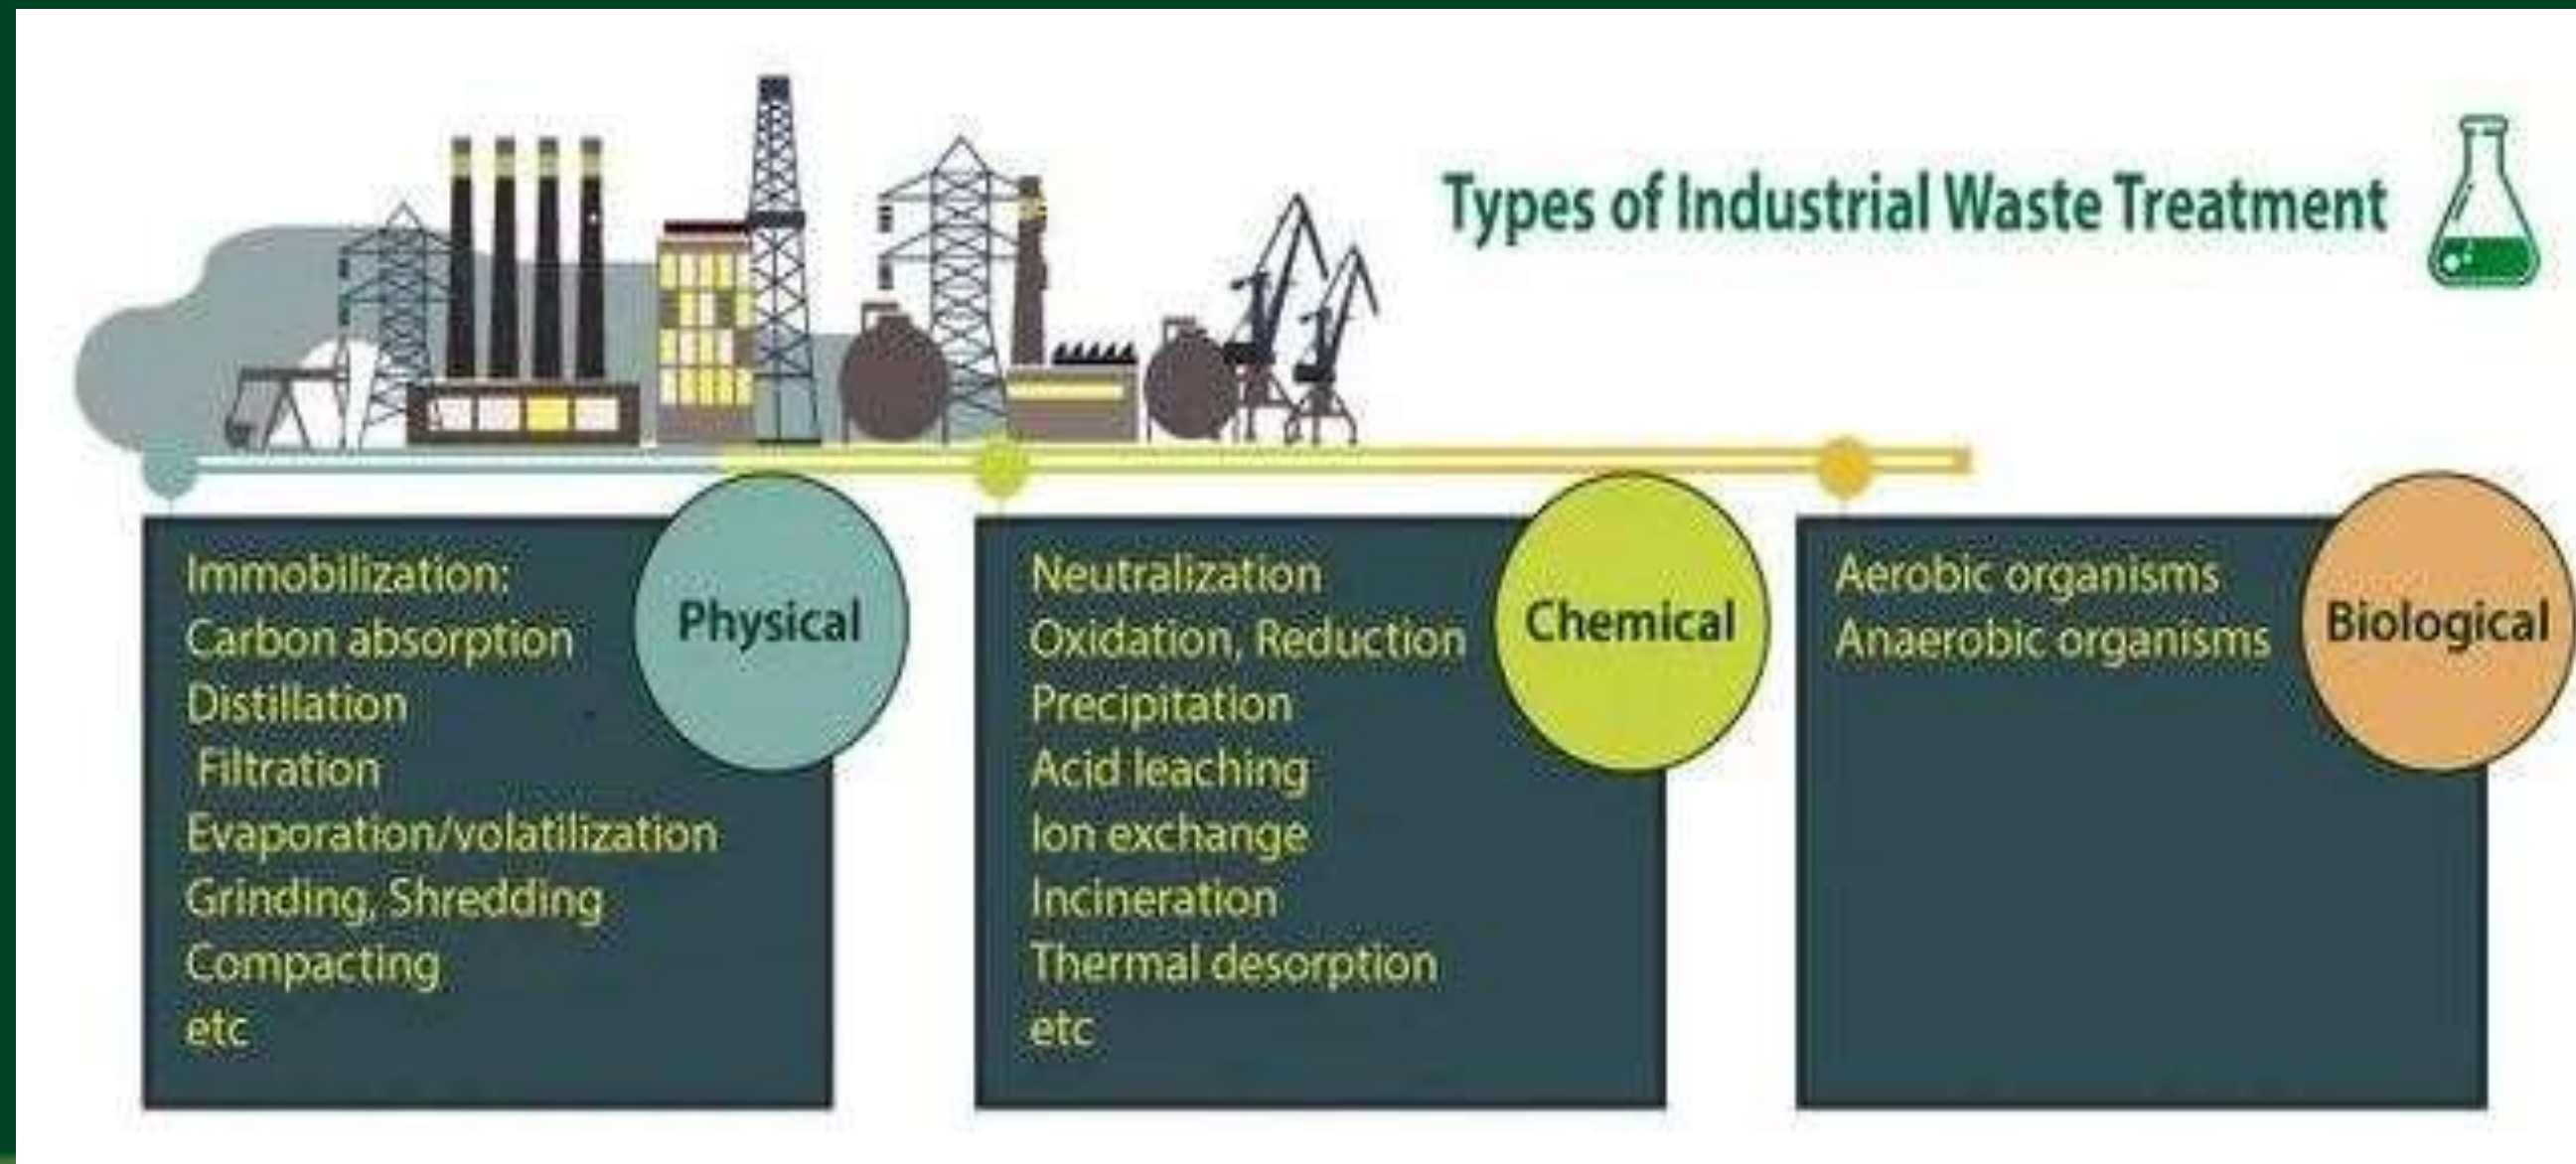 Types of Industrial Waste Treatment
Physical
Immobilization:
Carbon absorption
Distillation
Filtration
Evaporation/volatilization
Grinding, Shredding
Compacting
etc
Chemical
Neutralization
Oxidation, Reduction
Precipitation
Acid leaching
Ion exchange
Incineration
Thermal desorption
etc
Biological
Aerobic organisms
Anaerobic organisms